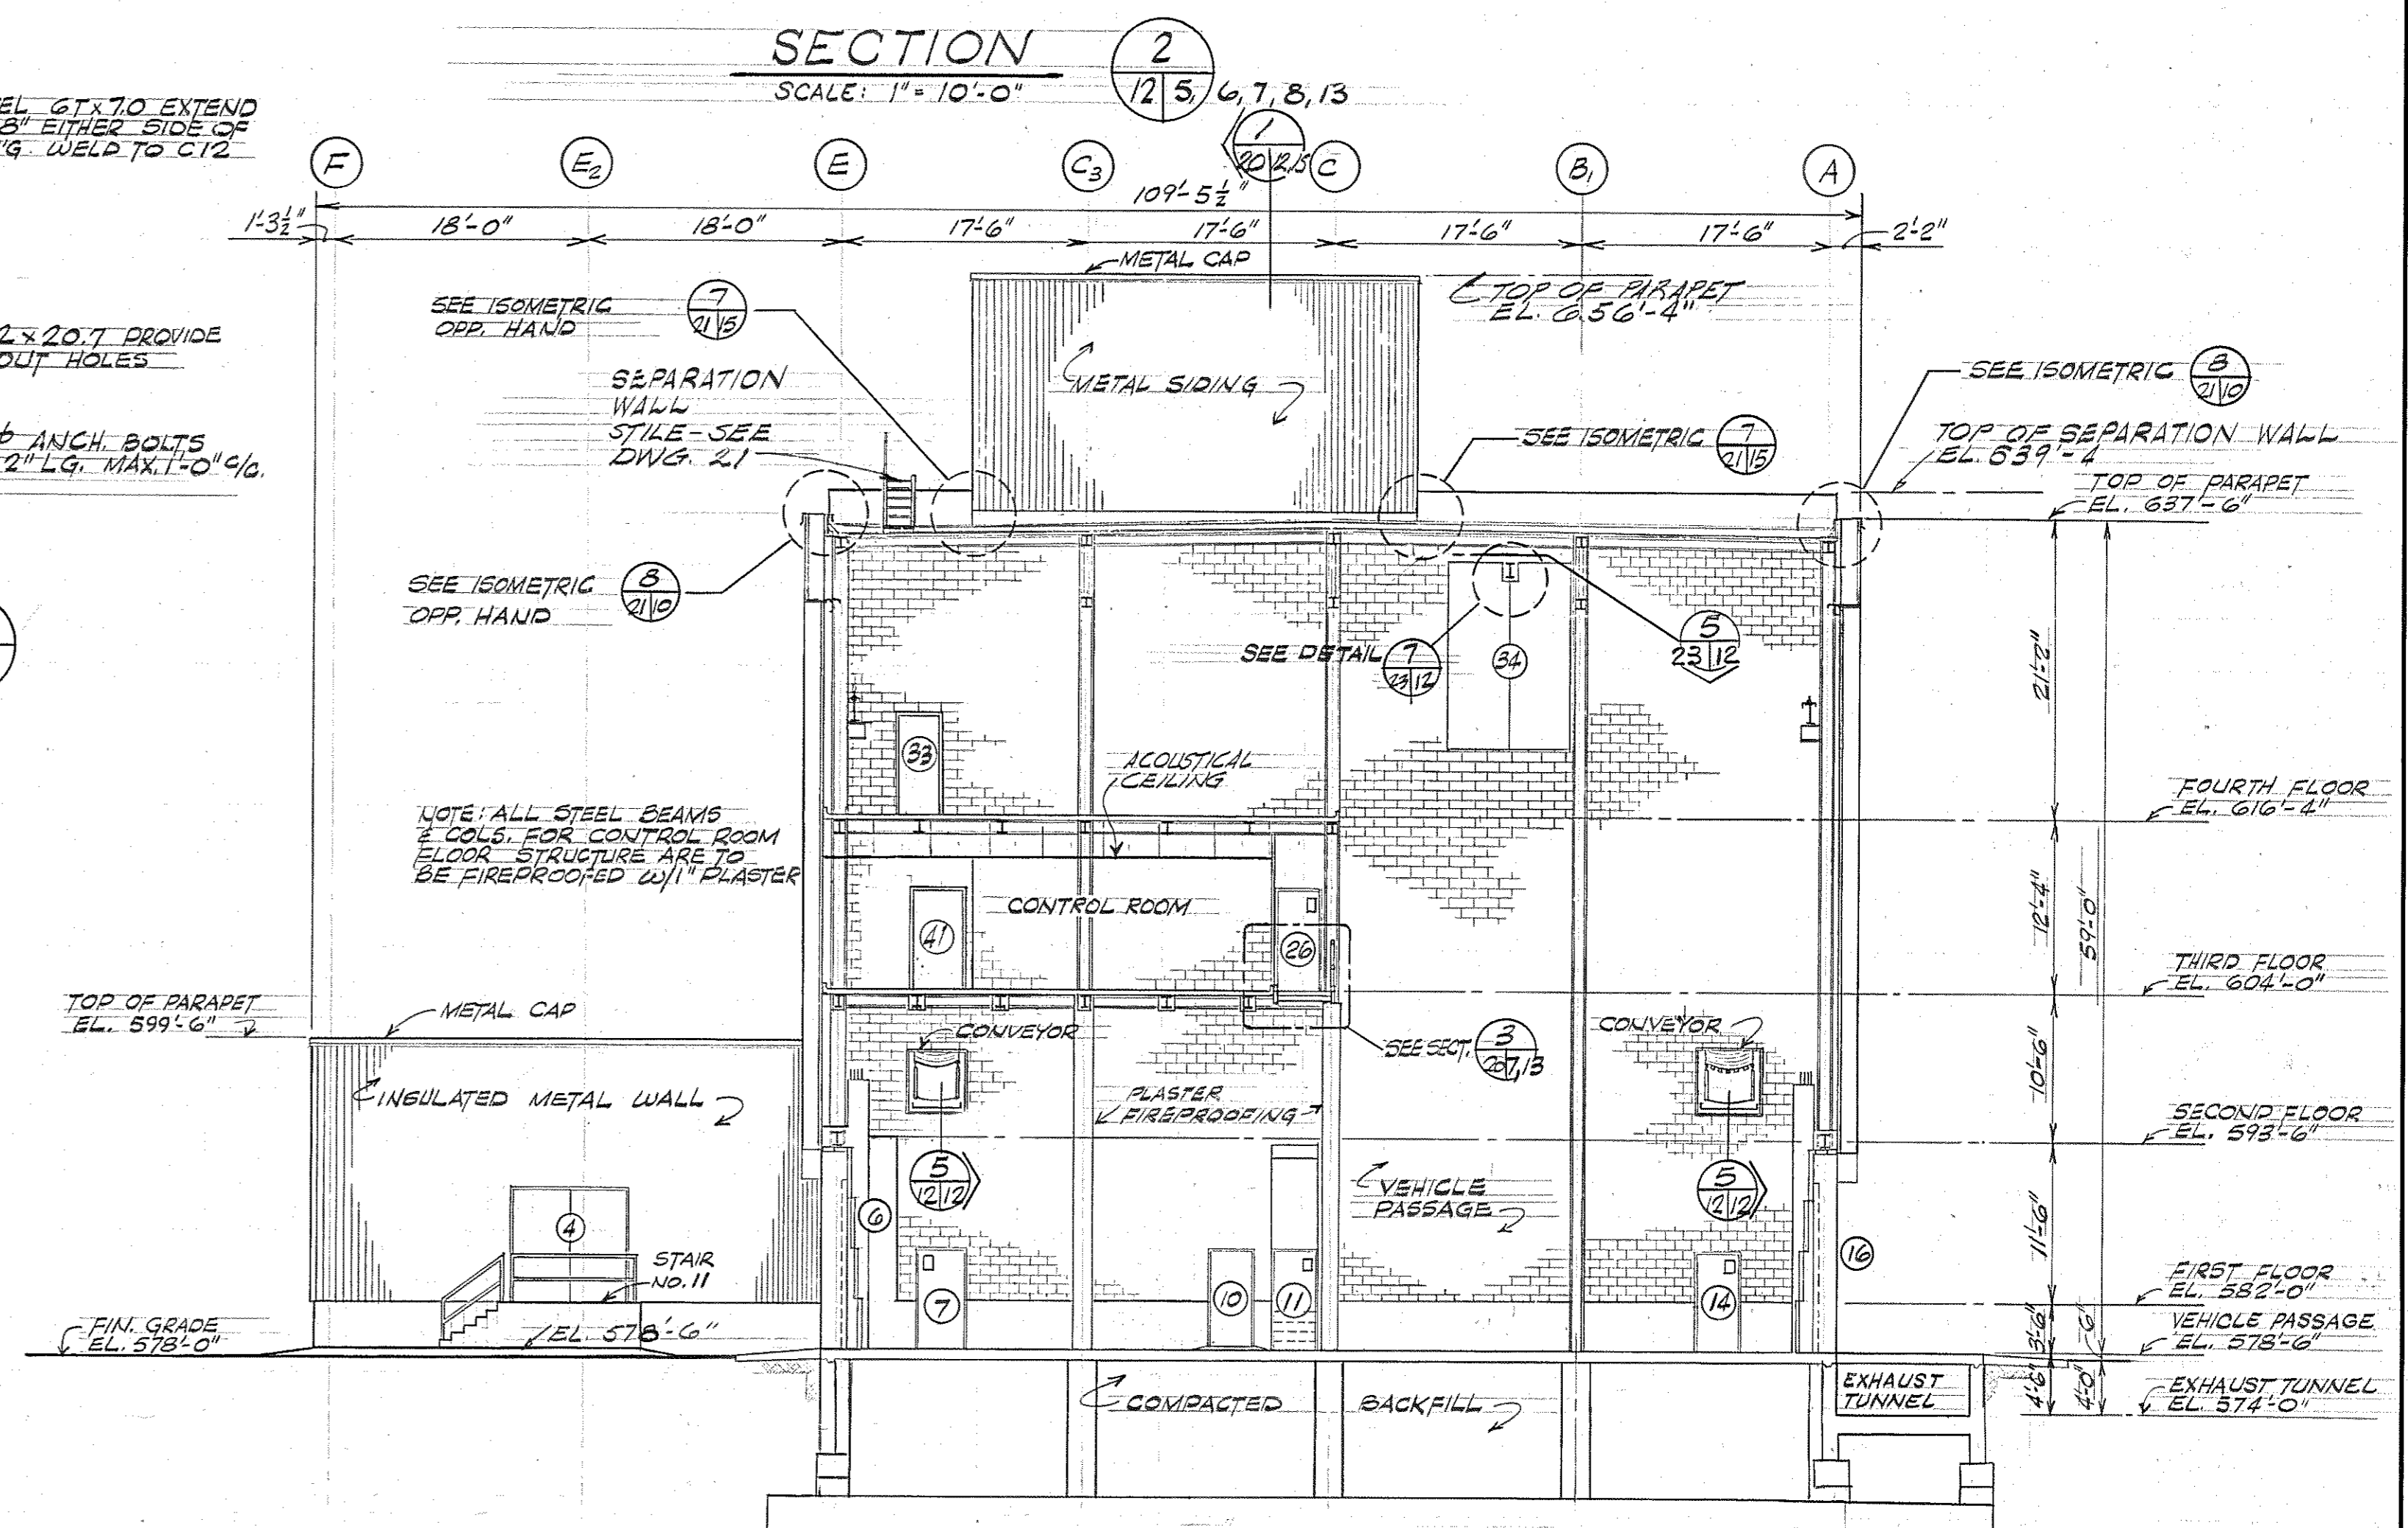 SECTION
SCALE: 1" = 10'-0"
2
12 5, 6, 7, 8, 13
GT x 7.0 EXTEND
8" EITHER SIDE OF
WELD TO C12
1
20 12,15
F
E2
E
C3
C
B1
A
109'-5½"
1'-3½"
18'-0"
18'-0"
17'-6"
17'-6"
17'-6"
17'-6"
2'-2"
METAL CAP
TOP OF PARAPET
EL. 656'-4"
SEE ISOMETRIC
OPP. HAND
7
21 15
x 20.7 PROVIDE
HOLES
SEPARATION
WALL
STILE-SEE
DWG. 21
METAL SIDING
SEE ISOMETRIC
7
21 15
SEE ISOMETRIC
8
21 10
TOP OF SEPARATION WALL
EL. 639'-4
ANCH. BOLTS
2" LG. MAX. 1'-0" c/c.
TOP OF PARAPET
EL. 637'-6"
SEE ISOMETRIC
OPP. HAND
8
21 10
SEE DETAIL
7
23 12
34
5
23 12
21'-2"
33
ACOUSTICAL
CEILING
FOURTH FLOOR
EL. 616'-4"
NOTE: ALL STEEL BEAMS
& COLS. FOR CONTROL ROOM
FLOOR STRUCTURE ARE TO
BE FIREPROOFED W/1" PLASTER
CONTROL ROOM
41
26
12'-4"
59'-0"
THIRD FLOOR
EL. 604'-0"
TOP OF PARAPET
EL. 599'-6"
METAL CAP
CONVEYOR
SEE SECT.
3
20 7,13
CONVEYOR
10'-6"
INSULATED METAL WALL
PLASTER
FIREPROOFING
SECOND FLOOR
EL. 593'-6"
5
12 12
5
12 12
VEHICLE
PASSAGE
6
4
STAIR
NO. 11
16
11'-6"
7
10
11
14
FIRST FLOOR
EL. 582'-0"
FIN. GRADE
EL. 578'-0"
EL. 578'-6"
3'-6"
-6"
VEHICLE PASSAGE
EL. 578'-6"
COMPACTED BACKFILL
EXHAUST
TUNNEL
4'-6"
4'-0"
EXHAUST TUNNEL
EL. 574'-0"